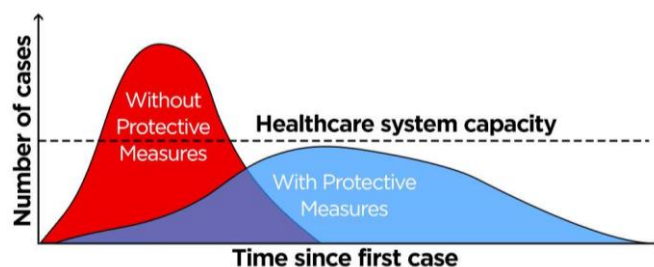 Number of cases
Without
Protective
Measures
Healthcare system capacity
With Protective
Measures
Time since first case